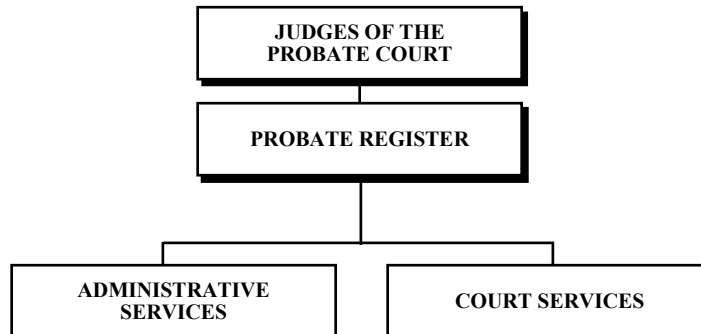 JUDGES OF THE
PROBATE COURT
PROBATE REGISTER
ADMINISTRATIVE
SERVICES
COURT SERVICES